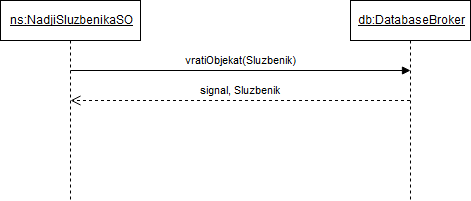 ns:NadjiSluzbenikaSO
db:DatabaseBroker
vratiObjekat(Sluzbenik)
signal, Sluzbenik